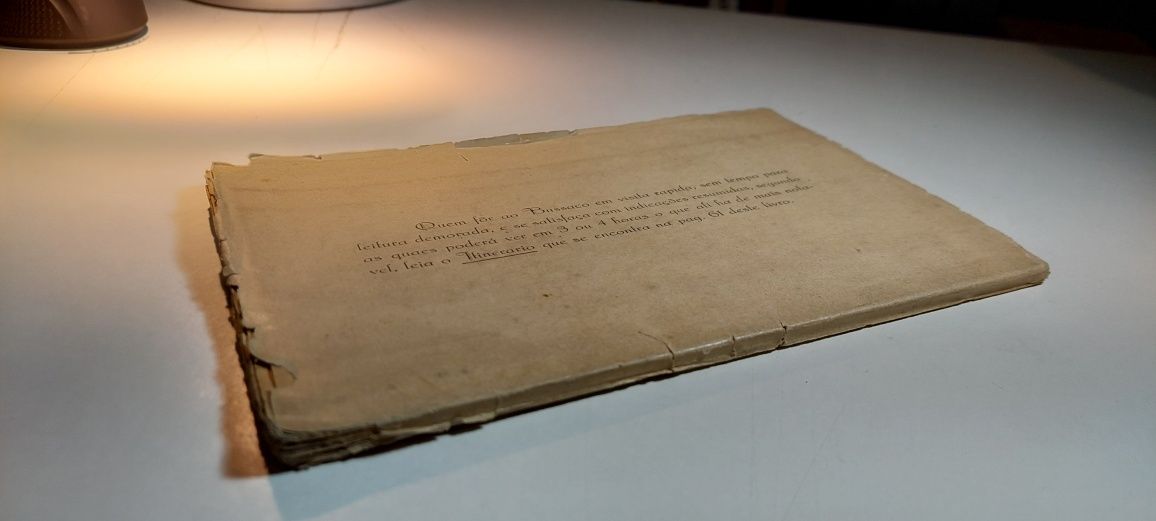 Quem fôr ao Bussaco em visita rapida, sem tempo para
leitura demorada, e se satisfaça com indicações resumidas, segundo
as quaes poderá ver em 3 ou 4 horas o que ali ha de mais nota-
vel, leia o Itinerario que se encontra na pag. 61 deste livro.